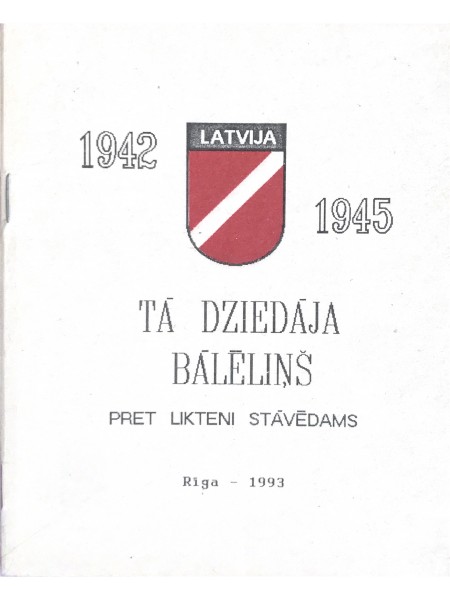 LATVIJA
1942
1945
TĀ DZIEDĀJA
BĀLĒLIŅŠ
PRET LIKTENI STĀVĒDAMS
Rīga - 1993